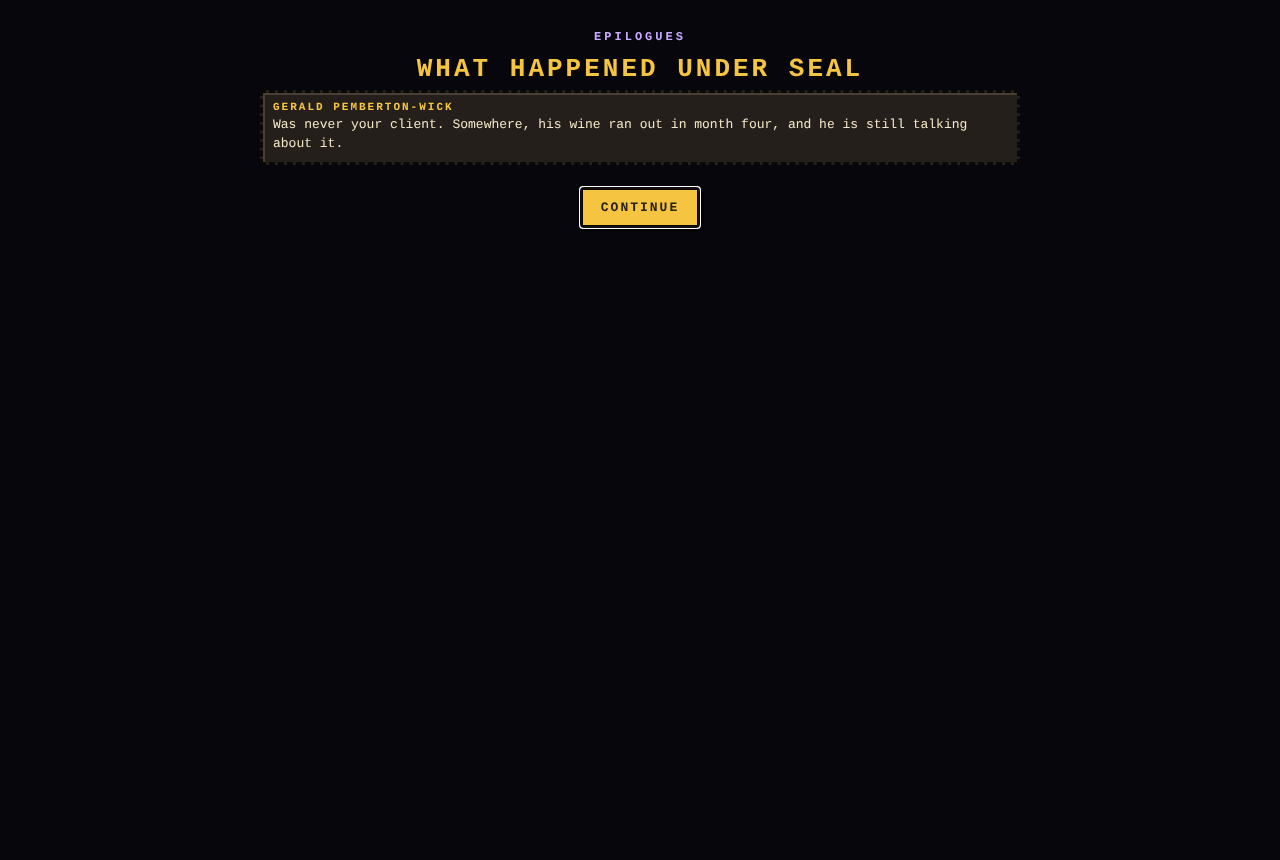 EPILOGUES
WHAT HAPPENED UNDER SEAL
GERALD PEMBERTON-WICK
Was never your client. Somewhere, his wine ran out in month four, and he is still talking
about it.
CONTINUE